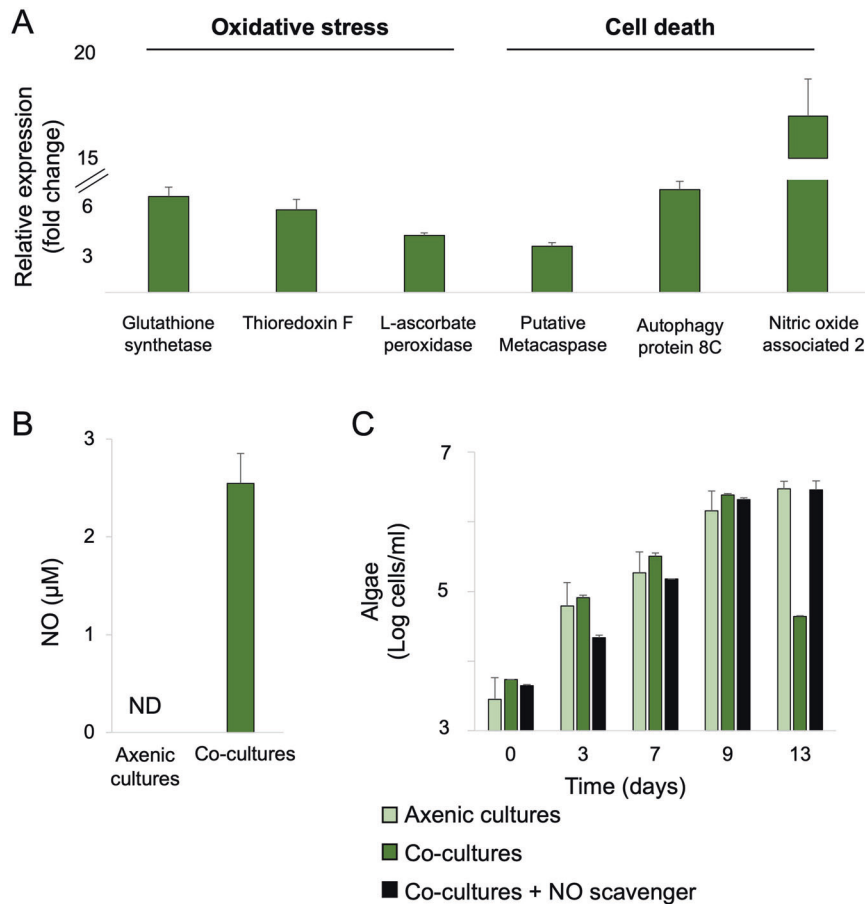 A
Oxidative stress
Cell death
Relative expression
(fold change)
20
15
6
3
Glutathione
synthetase
Thioredoxin F
L-ascorbate
peroxidase
Putative
Metacaspase
Autophagy
protein 8C
Nitric oxide
associated 2
B
NO (µM)
3
2
1
0
ND
Axenic
cultures
Co-cultures
C
Algae
(Log cells/ml)
7
5
3
0 3 7 9 13
Time (days)
Axenic cultures
Co-cultures
Co-cultures + NO scavenger